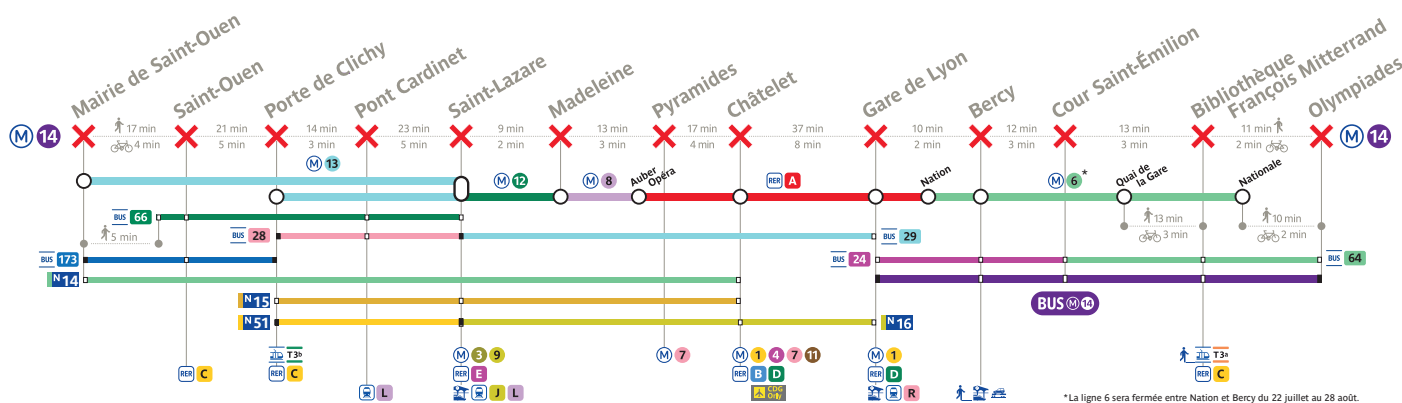 Mairie de Saint-Ouen
Saint-Ouen
Porte de Clichy
Pont Cardinet
Saint-Lazare
Madeleine
Pyramides
Châtelet
Gare de Lyon
Bercy
Cour Saint-Émilion
Bibliothèque
François Mitterrand
Olympiades
M 14
17 min
21 min
14 min
23 min
9 min
13 min
17 min
37 min
10 min
12 min
13 min
11 min
M 14
4 min
5 min
3 min
5 min
2 min
3 min
4 min
8 min
2 min
3 min
3 min
2 min
M 13
M 12
M 8
Auber
Opéra
RER A
Nation
M 6*
Quai de
la Gare
Nationale
BUS 66
5 min
BUS 28
BUS 29
13 min
3 min
10 min
2 min
BUS 173
BUS 24
BUS 64
N14
N15
BUS M 14
N51
N16
T3b
M 3 9
M 7
M 1 4 7 11
M 1
T3a
RER C
RER C
RER E
RER B D
RER D
RER C
L
J L
CDG
Orly
R
*La ligne 6 sera fermée entre Nation et Bercy du 22 juillet au 28 août.